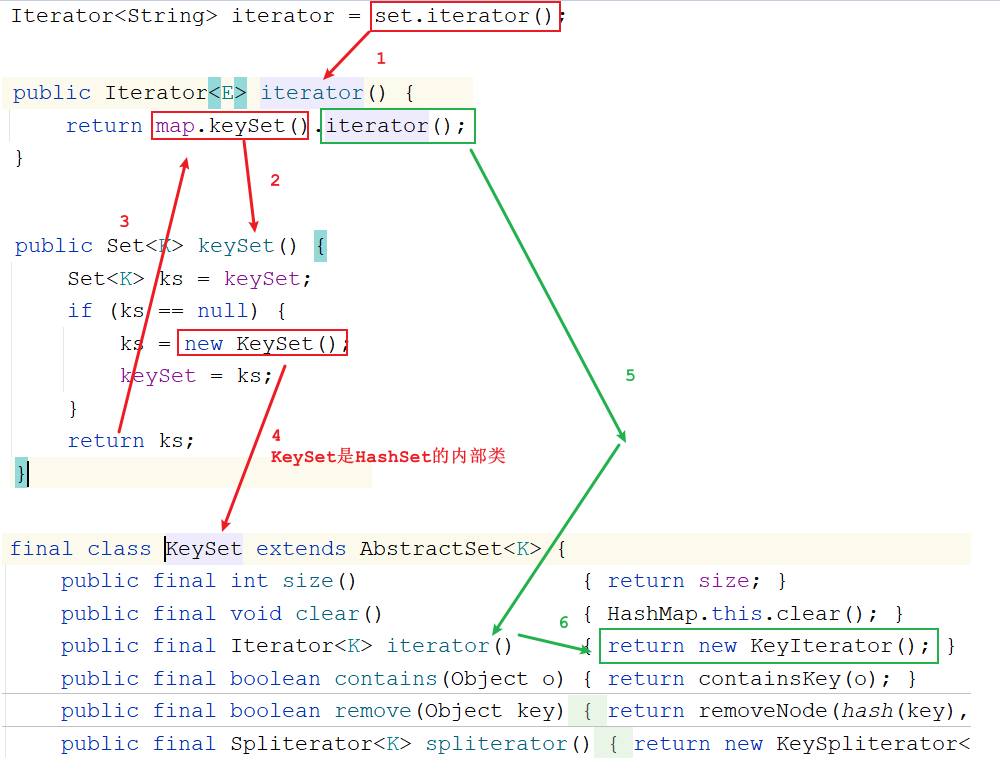 Iterator<String> iterator = set.iterator();
1
public Iterator<E> iterator() {
return map.keySet().iterator();
}
2
3
public Set<K> keySet() {
Set<K> ks = keySet;
if (ks == null) {
ks = new KeySet();
keySet = ks;
}
return ks;
}
5
4
KeySet是HashSet的内部类
final class KeySet extends AbstractSet<K> {
public final int size() { return size; }
public final void clear() { HashMap.this.clear(); }
6
public final Iterator<K> iterator() { return new KeyIterator(); }
public final boolean contains(Object o) { return containsKey(o); }
public final boolean remove(Object key) { return removeNode(hash(key),
public final Spliterator<K> spliterator() { return new KeySpliterator<